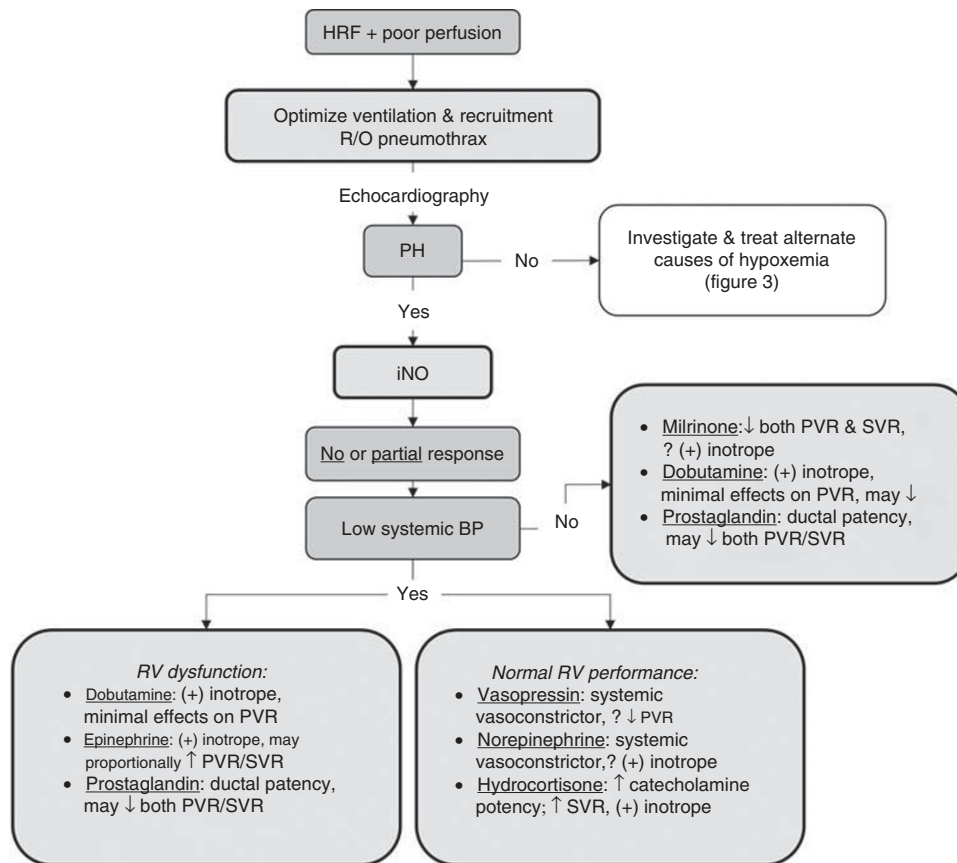 HRF + poor perfusion
Optimize ventilation & recruitment
R/O pneumothrax
Echocardiography
PH
No
Investigate & treat alternate
causes of hypoxemia
(figure 3)
Yes
iNO
No or partial response
Low systemic BP
No
• Milrinone:↓ both PVR & SVR,
? (+) inotrope
• Dobutamine: (+) inotrope,
minimal effects on PVR, may ↓
• Prostaglandin: ductal patency,
may ↓ both PVR/SVR
Yes
RV dysfunction:
• Dobutamine: (+) inotrope,
minimal effects on PVR
• Epinephrine: (+) inotrope, may
proportionally ↑ PVR/SVR
• Prostaglandin: ductal patency,
may ↓ both PVR/SVR
Normal RV performance:
• Vasopressin: systemic
vasoconstrictor, ? ↓ PVR
• Norepinephrine: systemic
vasoconstrictor,? (+) inotrope
• Hydrocortisone: ↑ catecholamine
potency; ↑ SVR, (+) inotrope